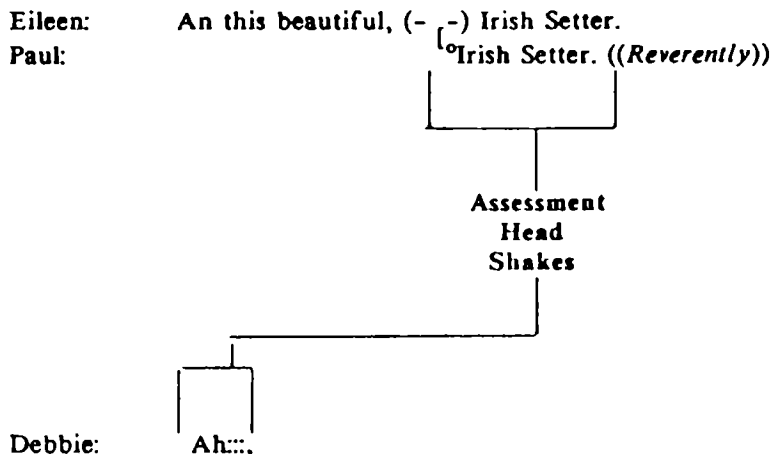 Eileen: An this beautiful, (- -) Irish Setter.
Paul: [°Irish Setter. ((Reverently))
Assessment
Head
Shakes
Debbie: Ah:::,